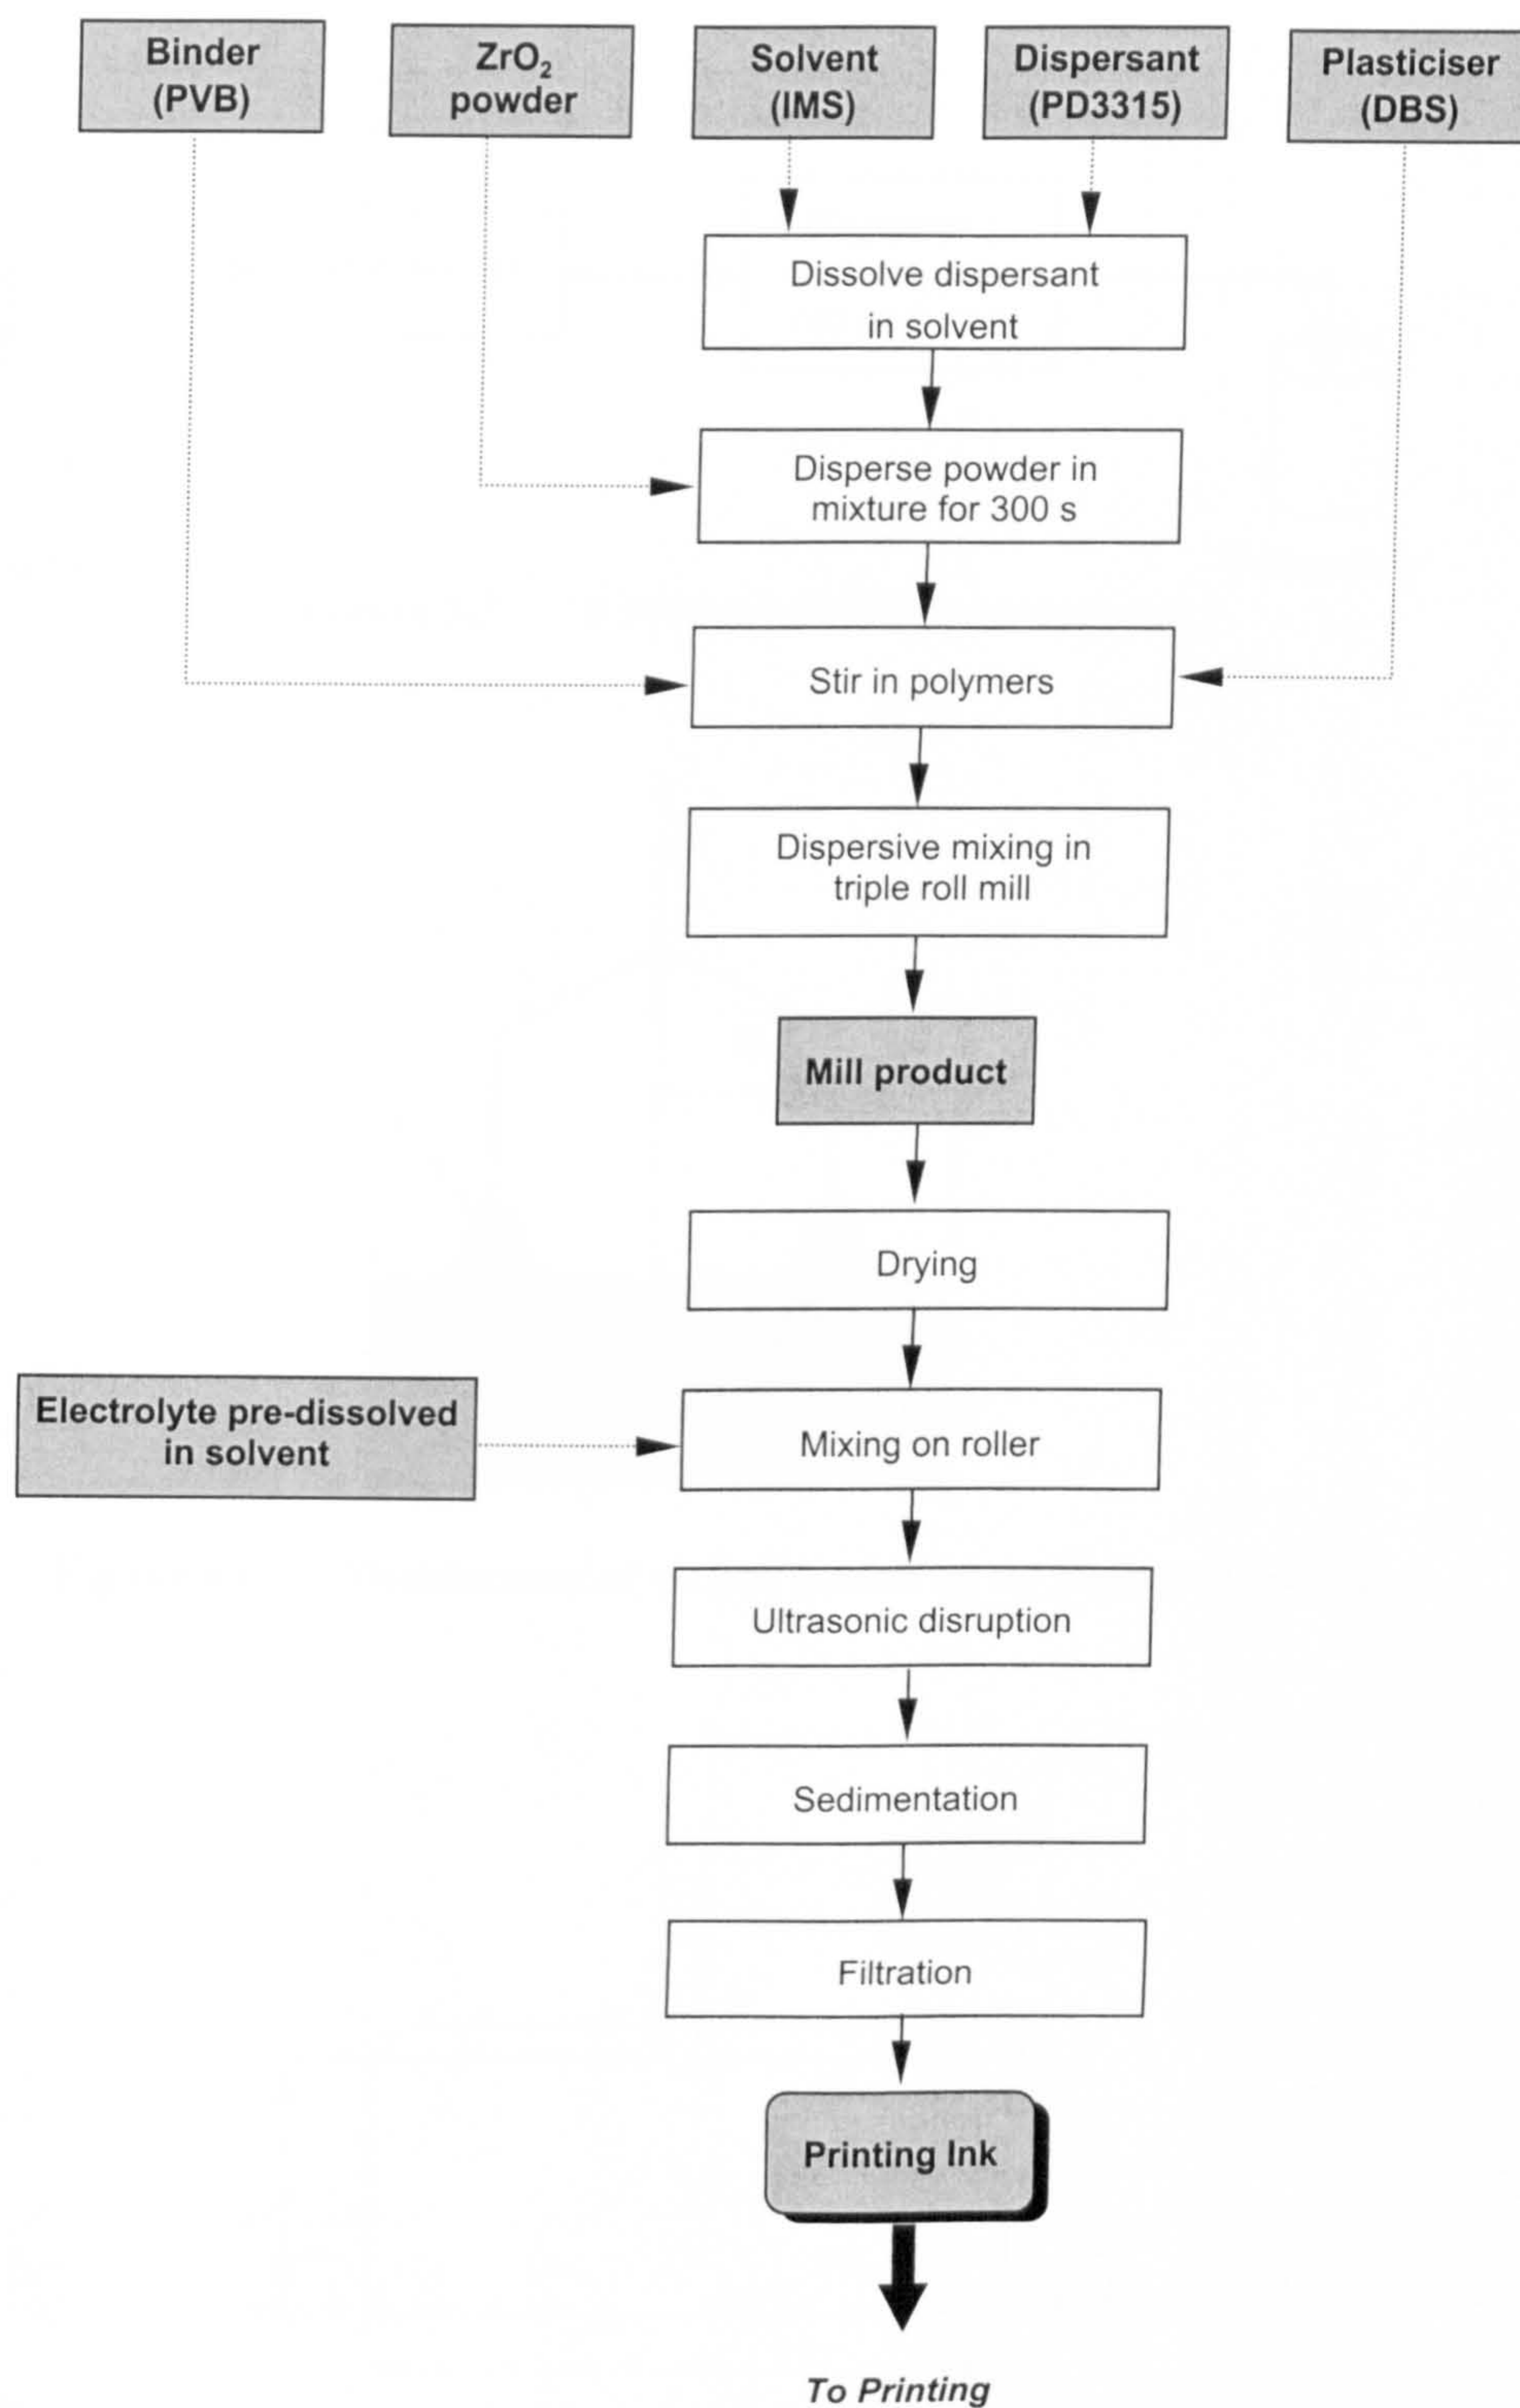 Binder
(PVB)
ZrO₂
powder
Solvent
(IMS)
Dispersant
(PD3315)
Plasticiser
(DBS)
Dissolve dispersant
in solvent
Disperse powder in
mixture for 300 s
Stir in polymers
Dispersive mixing in
triple roll mill
Mill product
Drying
Electrolyte pre-dissolved
in solvent
Mixing on roller
Ultrasonic disruption
Sedimentation
Filtration
Printing Ink
To Printing